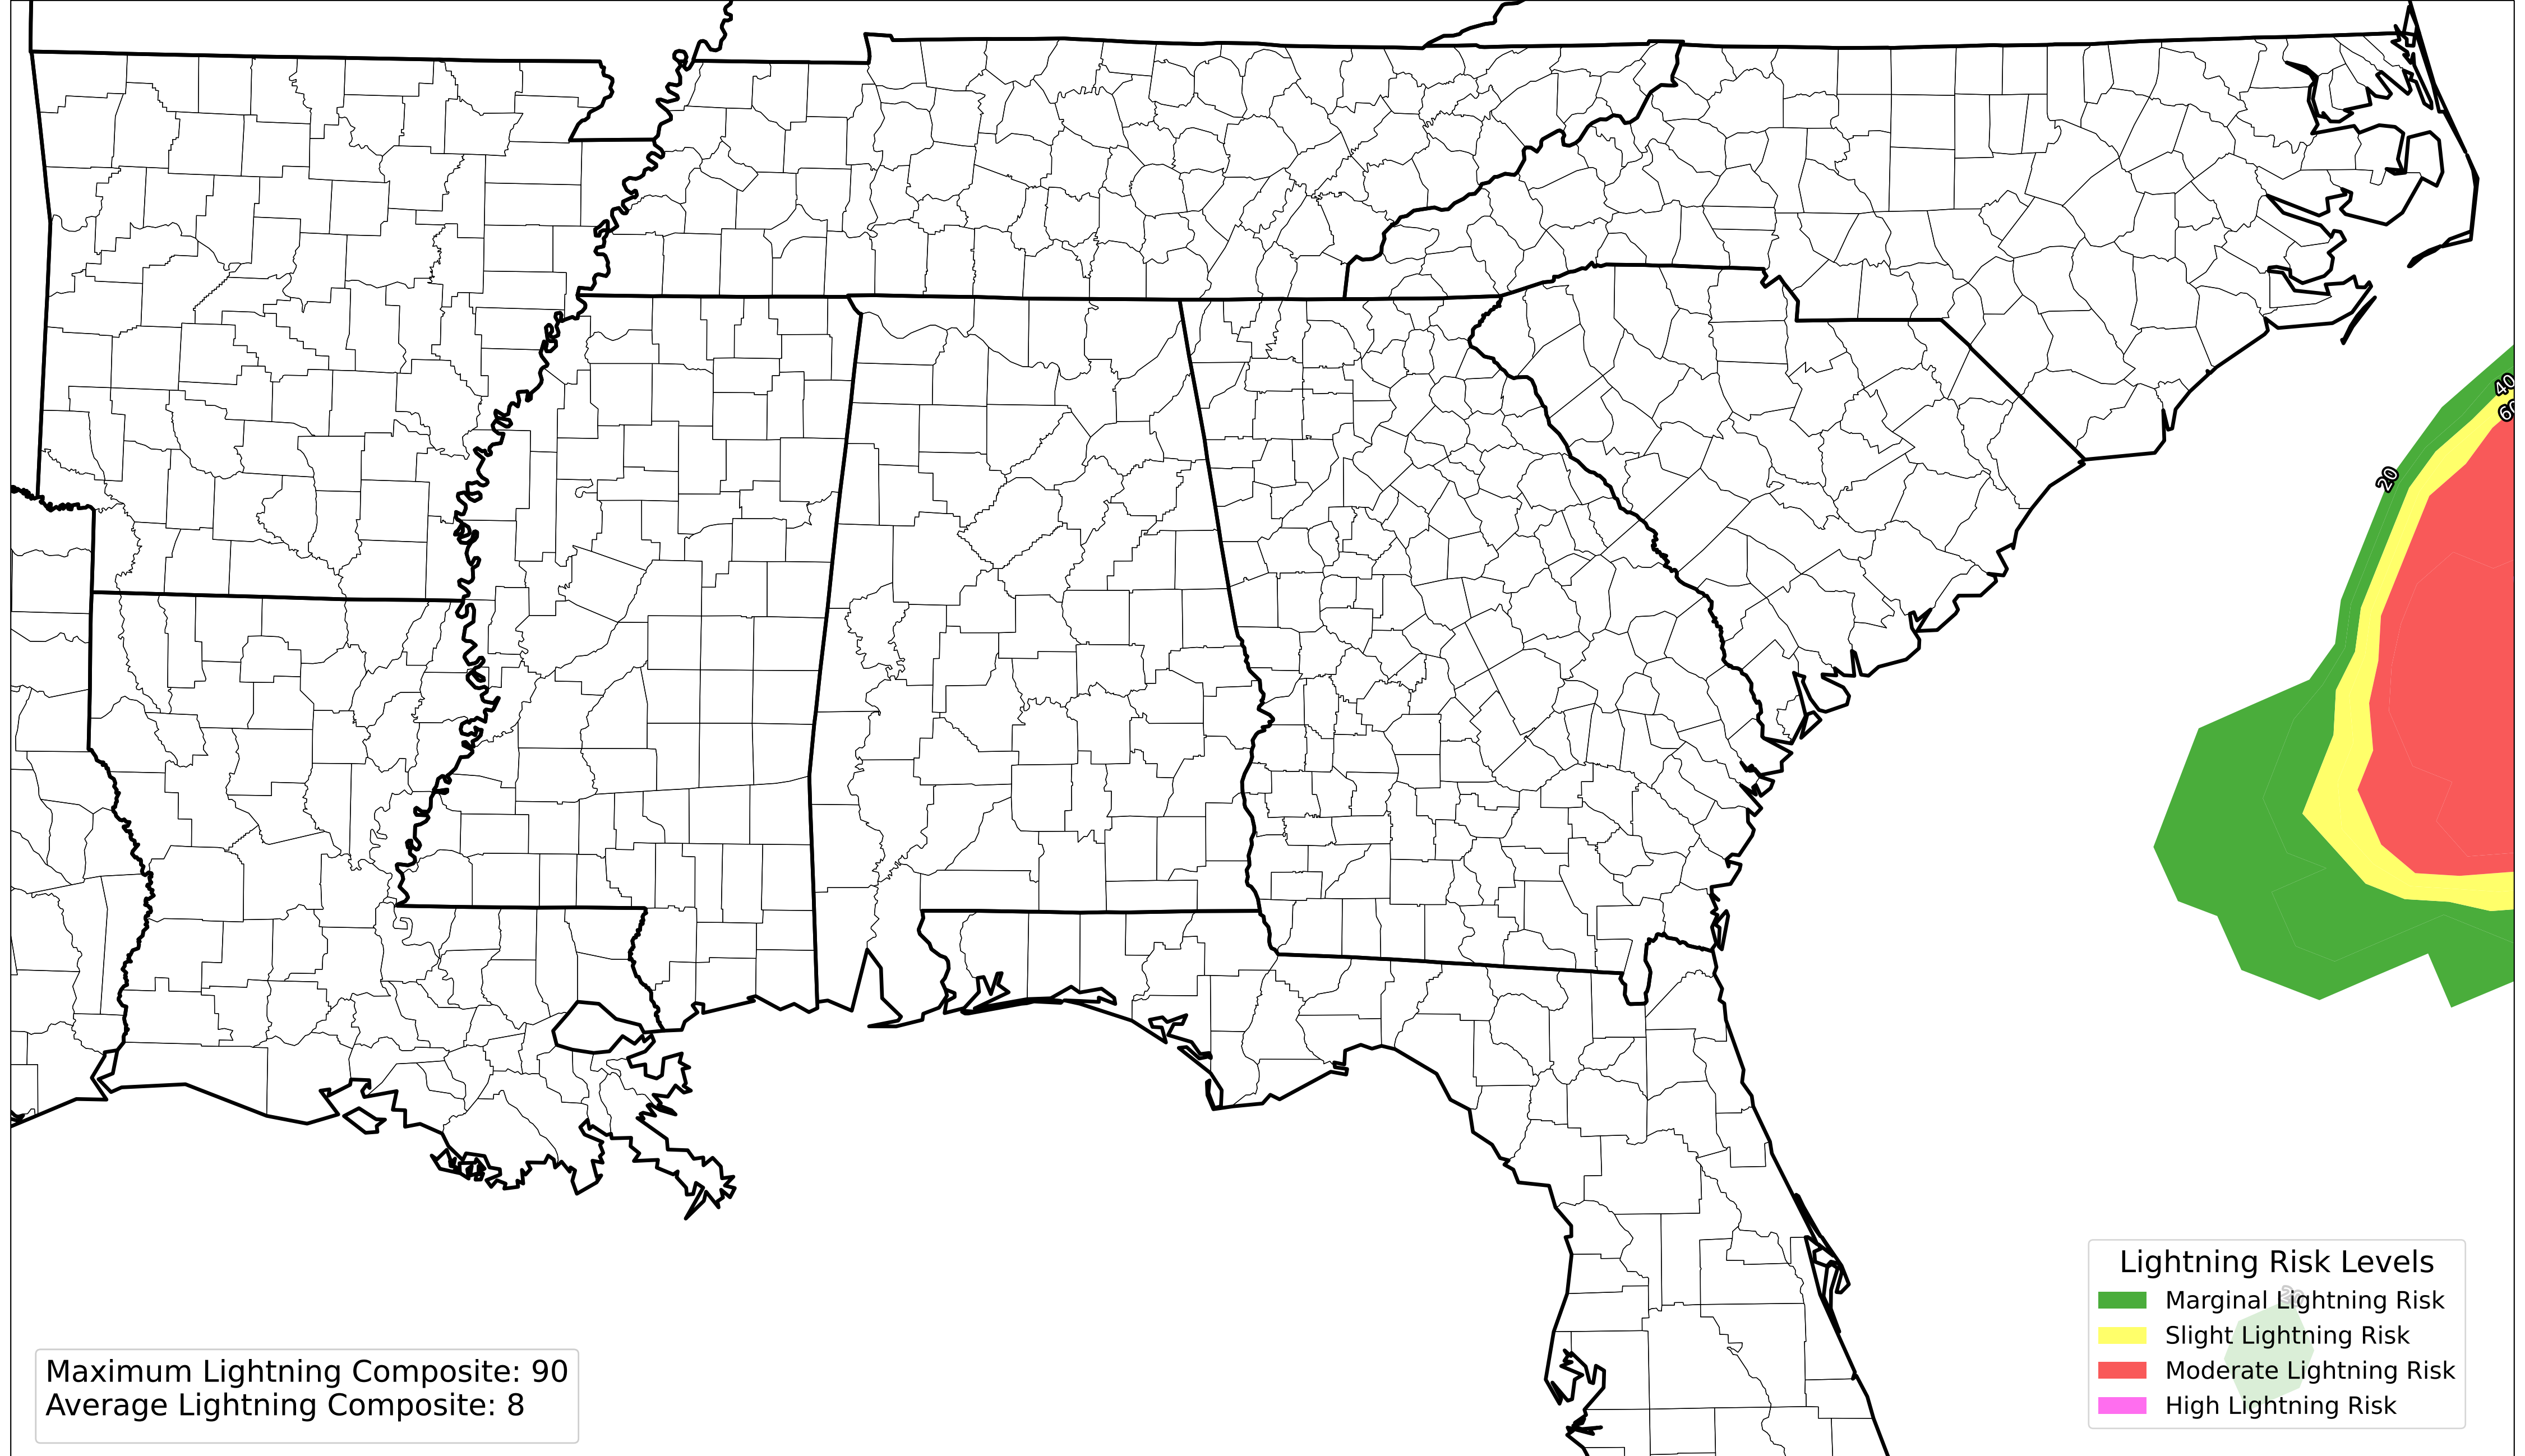 40
60
20
Lightning Risk Levels
20
Marginal Lightning Risk
Slight Lightning Risk
Moderate Lightning Risk
High Lightning Risk
Maximum Lightning Composite: 90
Average Lightning Composite: 8